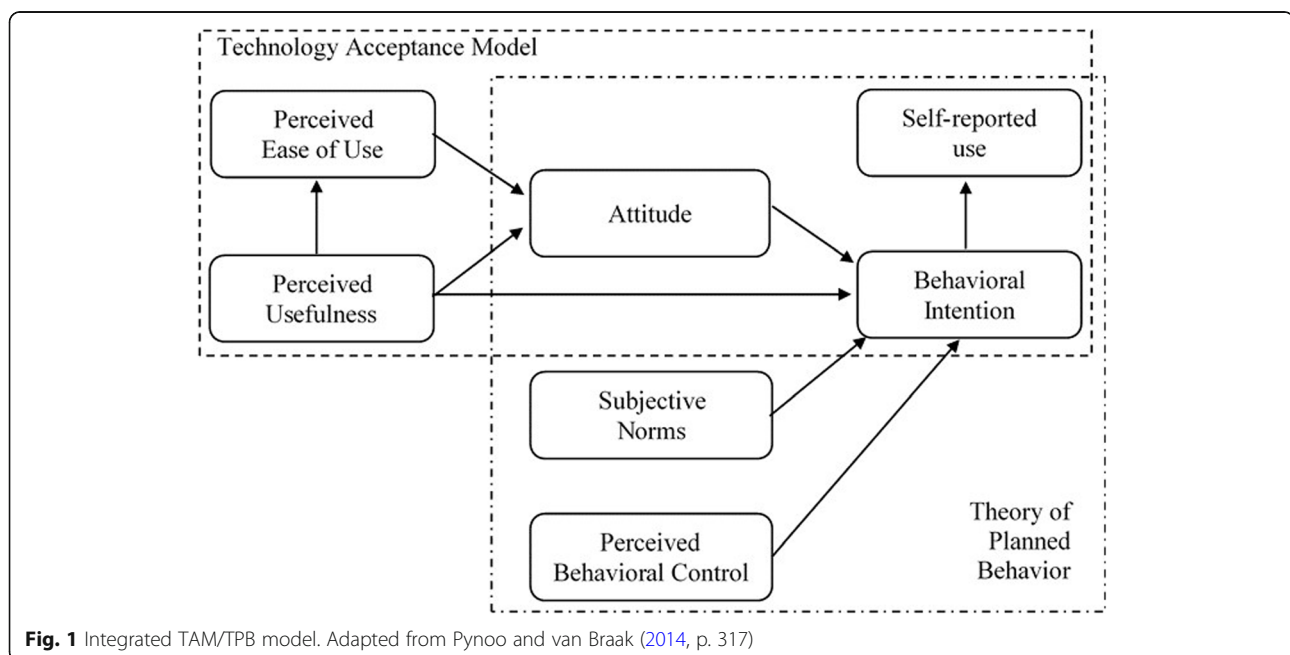 Technology Acceptance Model
Perceived
Ease of Use
Self-reported
use
Attitude
Perceived
Usefulness
Behavioral
Intention
Subjective
Norms
Perceived
Behavioral Control
Theory of
Planned
Behavior
Fig. 1 Integrated TAM/TPB model. Adapted from Pynoo and van Braak (2014, p. 317)